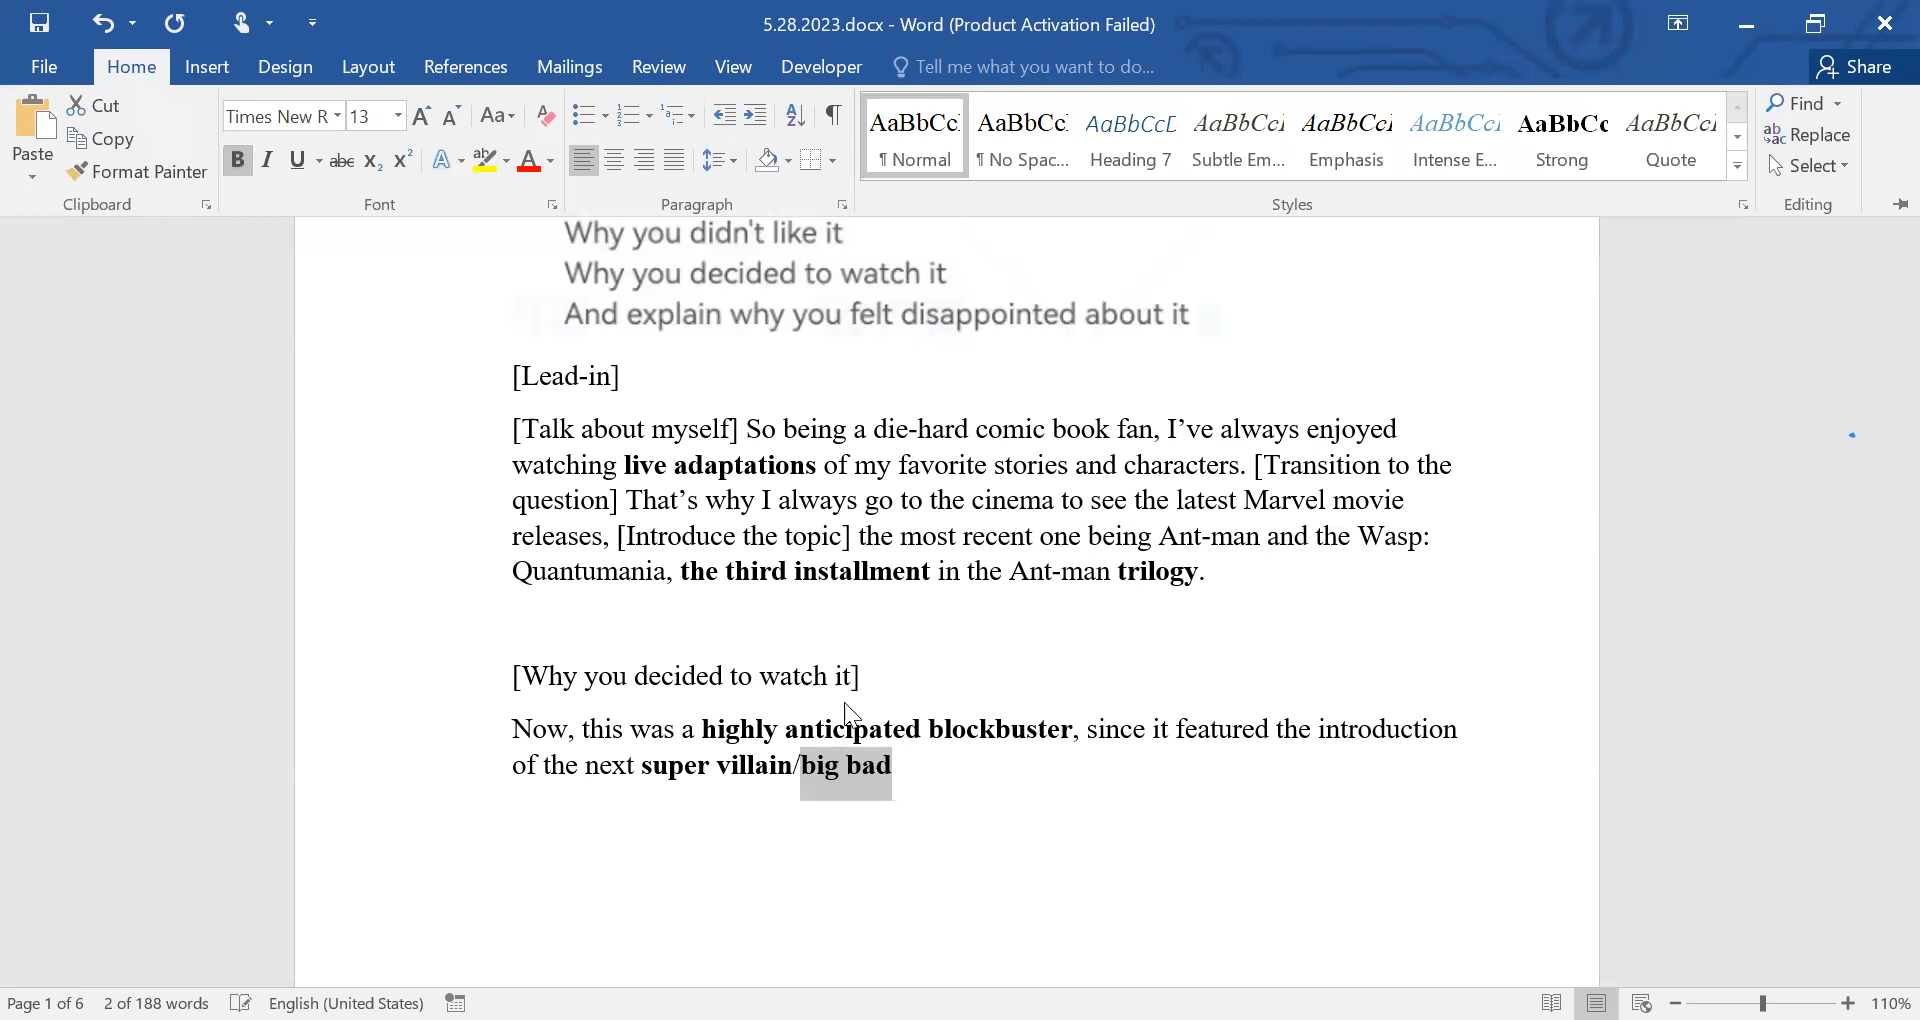 5.28.2023.docx - Word (Product Activation Failed)
File Home Insert Design Layout References Mailings Review View Developer Tell me what you want to do... Share
Paste Cut
Copy
Format Painter
Clipboard
Times New R 13 Aa
B I U abc X₂ X² A ab A
Font
Paragraph
AaBbCcI AaBbCcI AaBbCcD AaBbCcI AaBbCcI AaBbCcI AaBbCc AaBbCcI
¶ Normal ¶ No Spac... Heading 7 Subtle Em... Emphasis Intense E... Strong Quote
Styles
Find
Replace
Select
Editing
Why you didn't like it
Why you decided to watch it
And explain why you felt disappointed about it
[Lead-in]
[Talk about myself] So being a die-hard comic book fan, I’ve always enjoyed
watching live adaptations of my favorite stories and characters. [Transition to the
question] That’s why I always go to the cinema to see the latest Marvel movie
releases, [Introduce the topic] the most recent one being Ant-man and the Wasp:
Quantumania, the third installment in the Ant-man trilogy.
[Why you decided to watch it]
Now, this was a highly anticipated blockbuster, since it featured the introduction
of the next super villain/big bad
Page 1 of 6 2 of 188 words English (United States) 110%